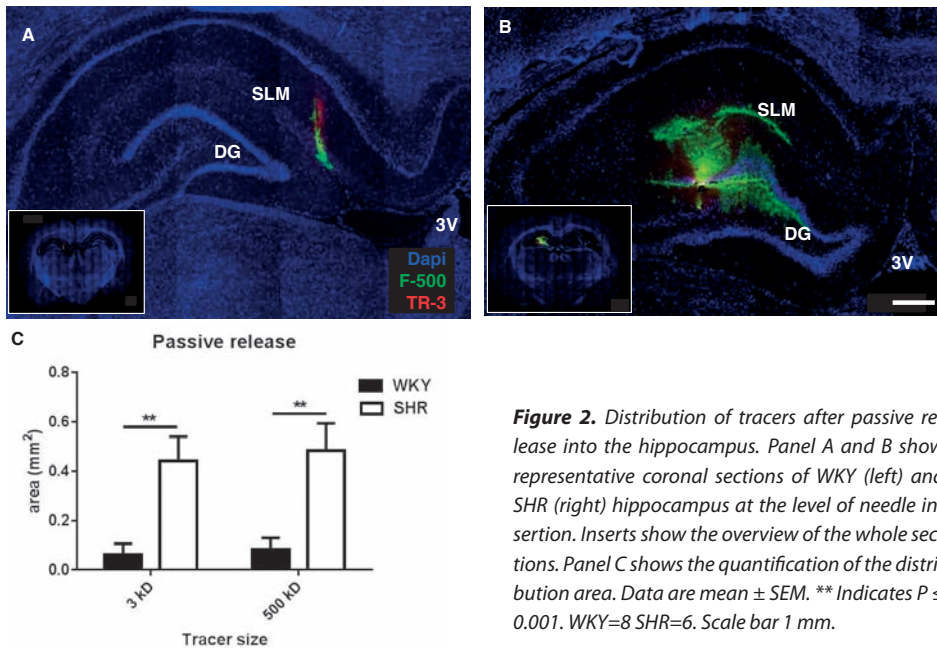 A
SLM
DG
3V
Dapi
F-500
TR-3
B
SLM
DG
3V
C
Passive release
0.8
0.6
0.4
0.2
0.0
area (mm²)
WKY
SHR
**
**
3 kD
500 kD
Tracer size
Figure 2. Distribution of tracers after passive re-
lease into the hippocampus. Panel A and B show
representative coronal sections of WKY (left) and
SHR (right) hippocampus at the level of needle in-
sertion. Inserts show the overview of the whole sec-
tions. Panel C shows the quantification of the distri-
bution area. Data are mean ± SEM. ** Indicates P ≤
0.001. WKY=8 SHR=6. Scale bar 1 mm.